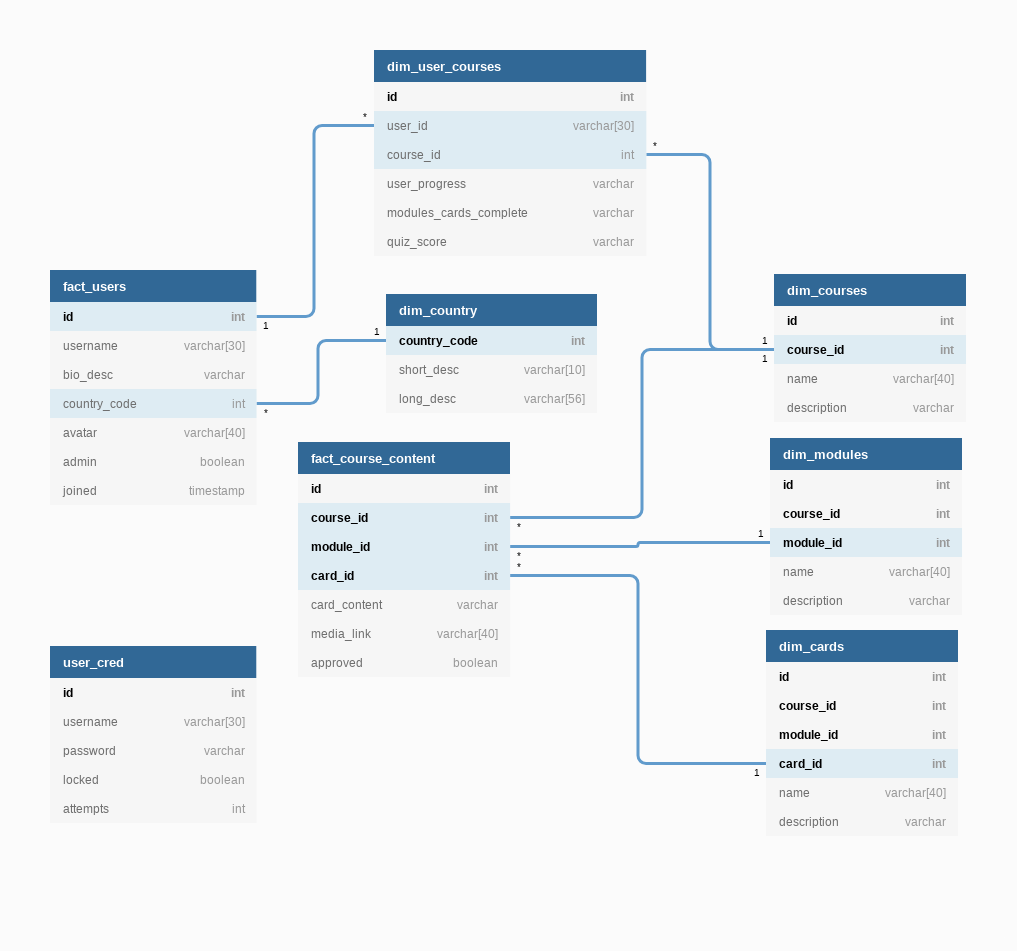 dim_user_courses
id int
user_id varchar[30]
course_id int
user_progress varchar
modules_cards_complete varchar
quiz_score varchar
*
*
fact_users
id int
username varchar[30]
bio_desc varchar
country_code int
avatar varchar[40]
admin boolean
joined timestamp
1
*
dim_country
country_code int
short_desc varchar[10]
long_desc varchar[56]
1
dim_courses
id int
course_id int
name varchar[40]
description varchar
1
1
fact_course_content
id int
course_id int
module_id int
card_id int
card_content varchar
media_link varchar[40]
approved boolean
*
*
*
dim_modules
id int
course_id int
module_id int
name varchar[40]
description varchar
1
user_cred
id int
username varchar[30]
password varchar
locked boolean
attempts int
dim_cards
id int
course_id int
module_id int
card_id int
name varchar[40]
description varchar
1